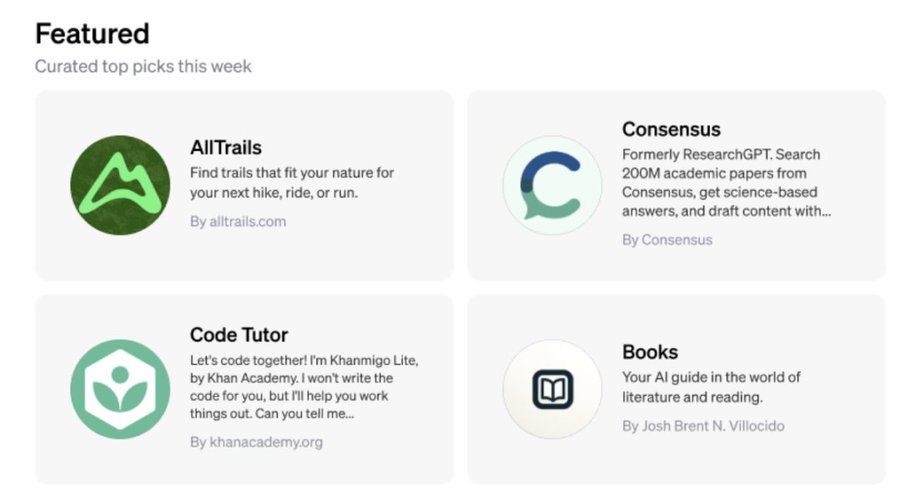 Featured
Curated top picks this week
AllTrails
Find trails that fit your nature for
your next hike, ride, or run.
By alltrails.com
Consensus
Formerly ResearchGPT. Search
200M academic papers from
Consensus, get science-based
answers, and draft content with...
By Consensus
Code Tutor
Let's code together! I'm Khanmigo Lite,
by Khan Academy. I won't write the
code for you, but I'll help you work
things out. Can you tell me...
By khanacademy.org
Books
Your AI guide in the world of
literature and reading.
By Josh Brent N. Villocido